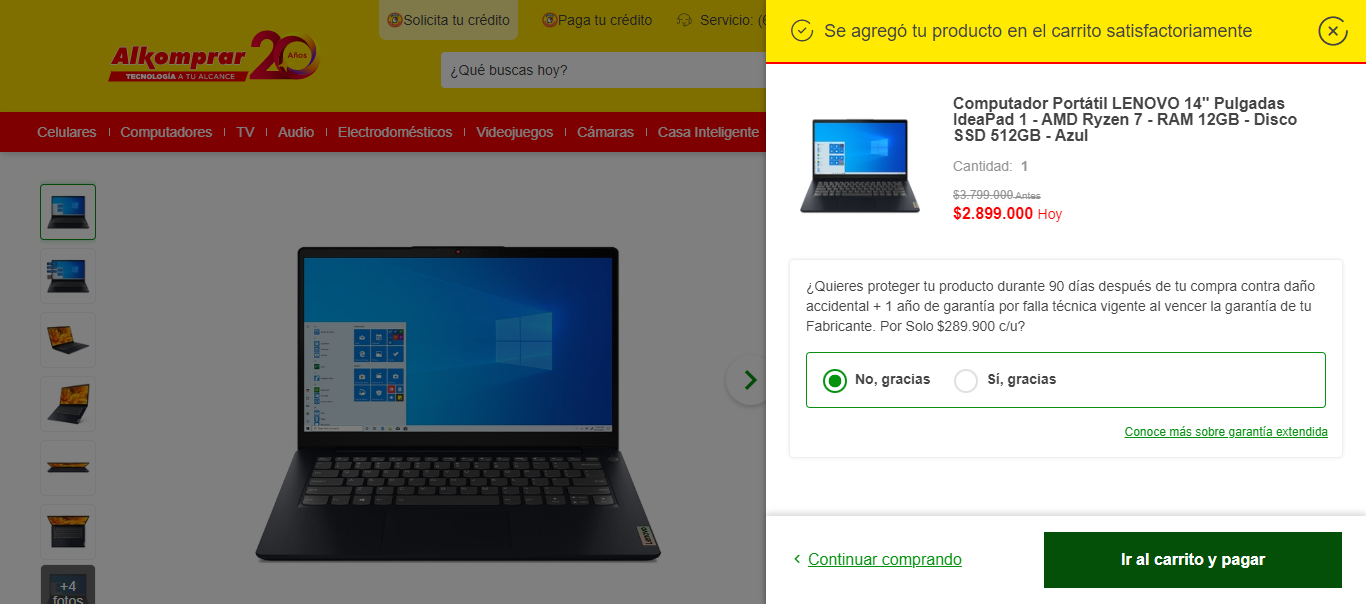 Solicita tu crédito
Paga tu crédito
Servicio: (6
Alkomprar 20 Años
TECNOLOGÍA A TU ALCANCE
¿Qué buscas hoy?
Celulares
Computadores
TV
Audio
Electrodomésticos
Videojuegos
Cámaras
Casa Inteligente
+4
fotos
Se agregó tu producto en el carrito satisfactoriamente
Computador Portátil LENOVO 14" Pulgadas
IdeaPad 1 - AMD Ryzen 7 - RAM 12GB - Disco
SSD 512GB - Azul
Cantidad: 1
$3.799.000 Antes
$2.899.000 Hoy
¿Quieres proteger tu producto durante 90 días después de tu compra contra daño
accidental + 1 año de garantía por falla técnica vigente al vencer la garantía de tu
Fabricante. Por Solo $289.900 c/u?
No, gracias
Sí, gracias
Conoce más sobre garantía extendida
Continuar comprando
Ir al carrito y pagar